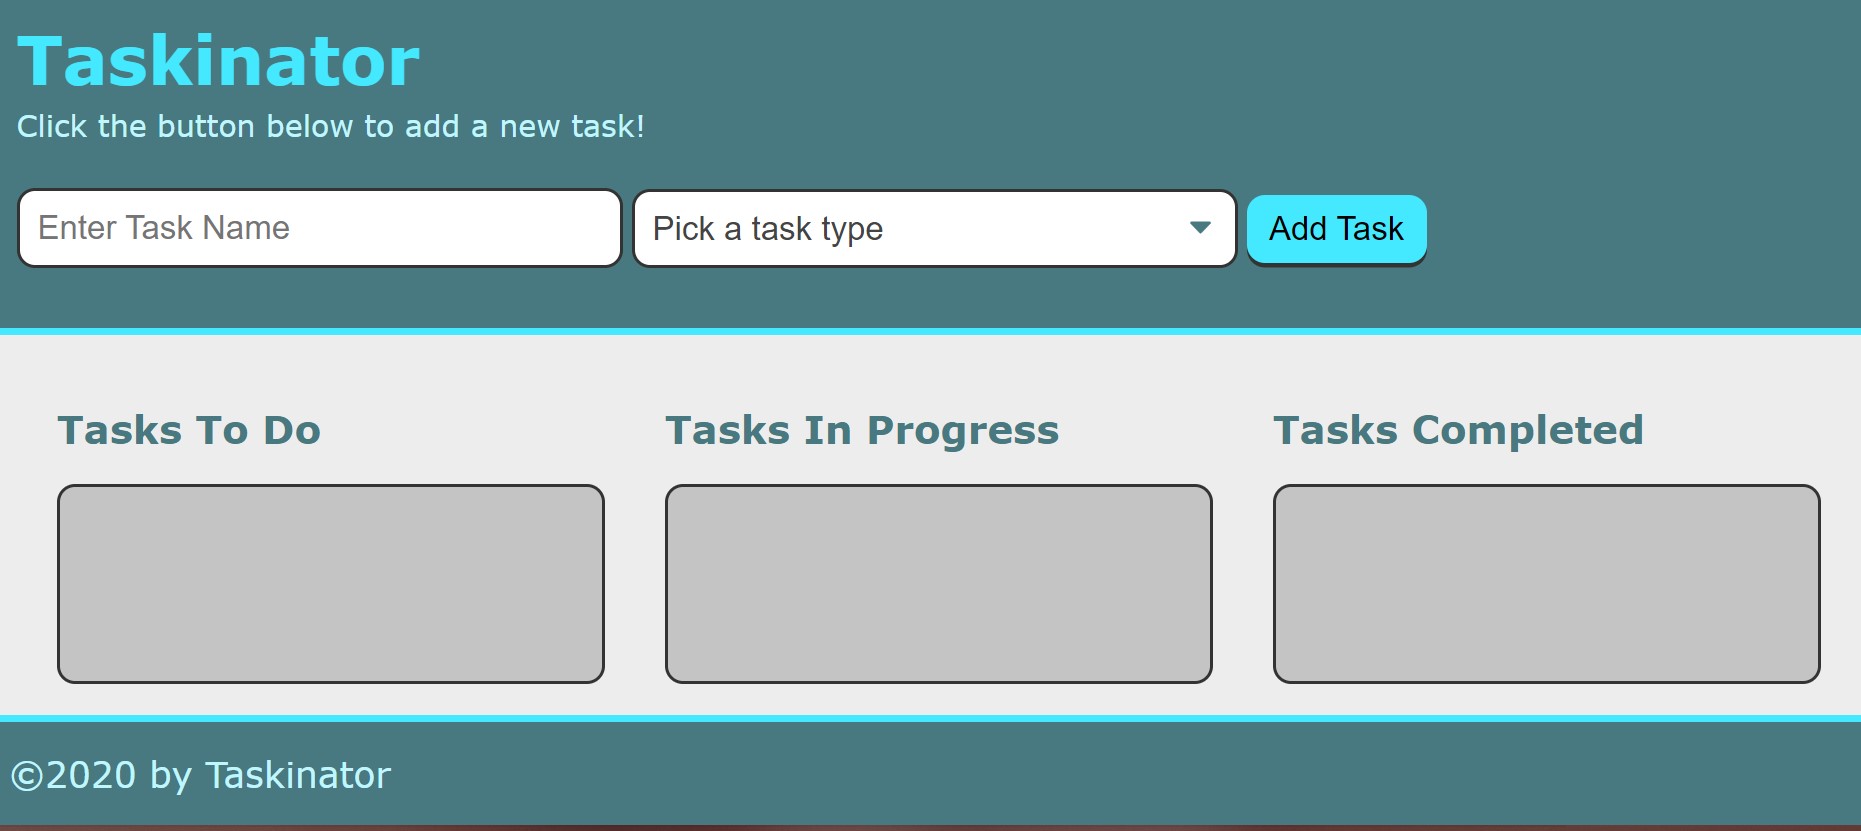 Taskinator
Click the button below to add a new task!
Enter Task Name
Pick a task type
Add Task
Tasks To Do
Tasks In Progress
Tasks Completed
©2020 by Taskinator